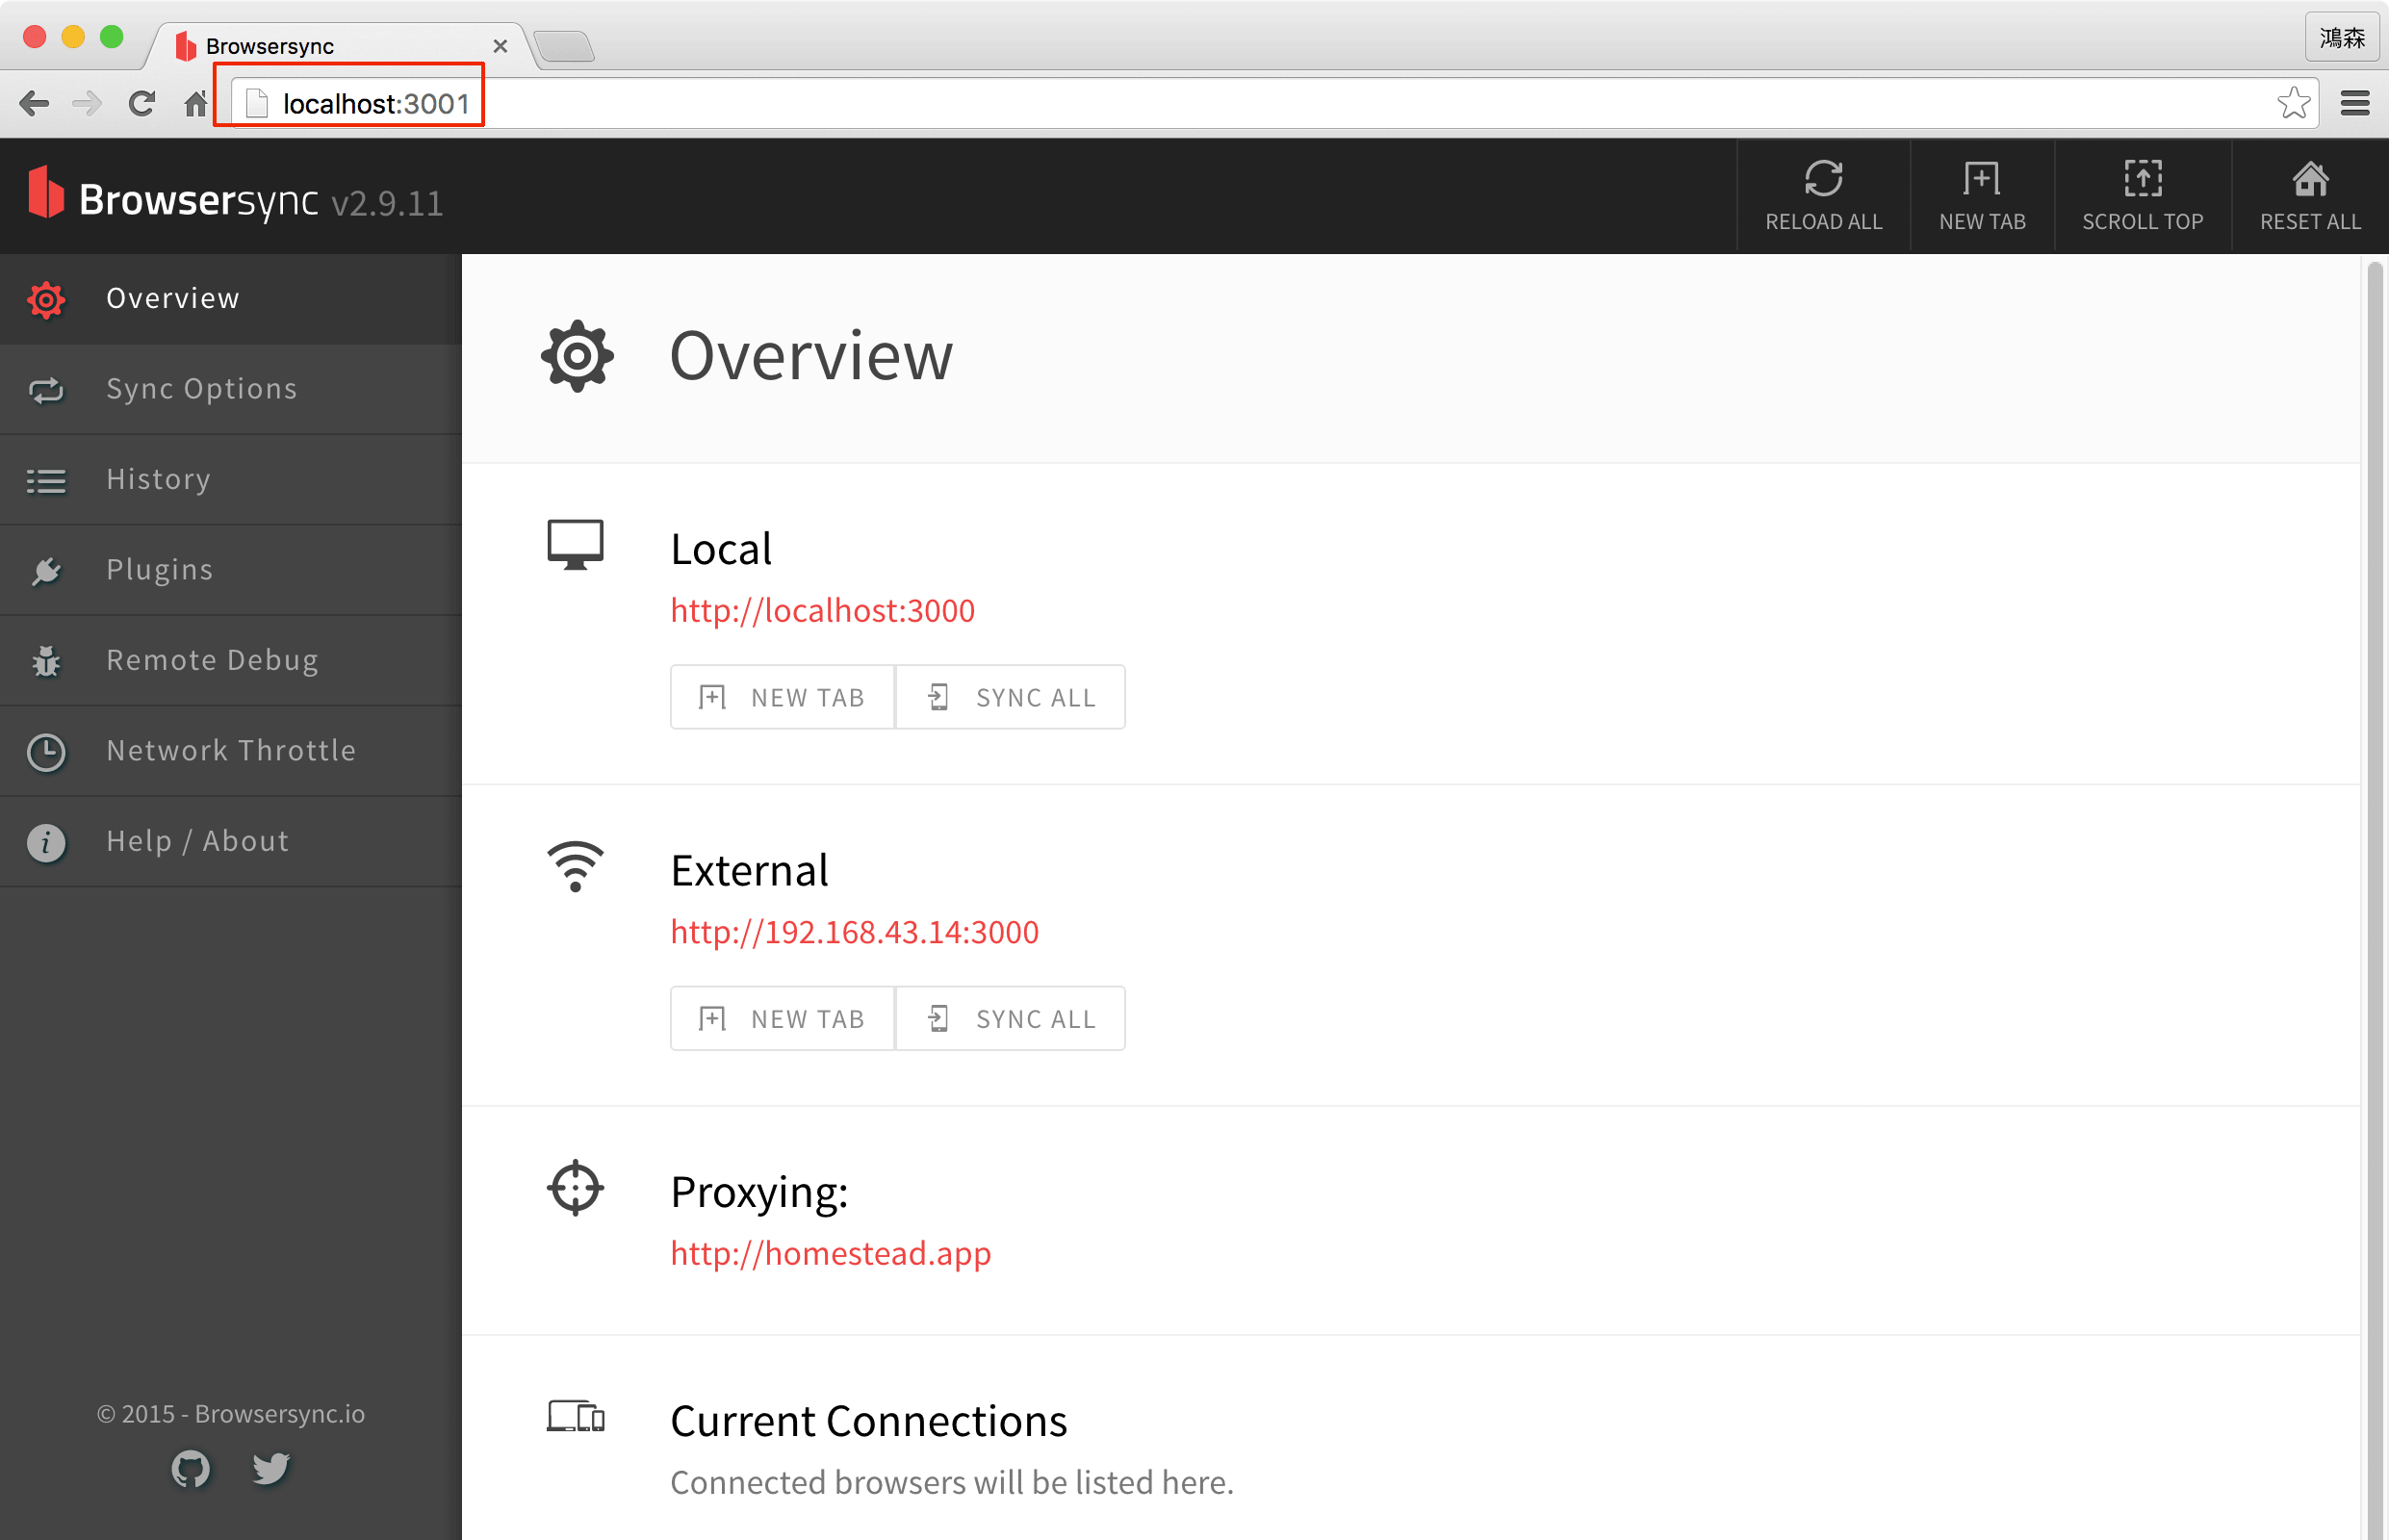 Browsersync
鴻森
localhost:3001
Browsersync v2.9.11
RELOAD ALL
NEW TAB
SCROLL TOP
RESET ALL
Overview
Sync Options
History
Plugins
Remote Debug
Network Throttle
Help / About
© 2015 - Browsersync.io
Overview
Local
http://localhost:3000
NEW TAB
SYNC ALL
External
http://192.168.43.14:3000
NEW TAB
SYNC ALL
Proxying:
http://homestead.app
Current Connections
Connected browsers will be listed here.